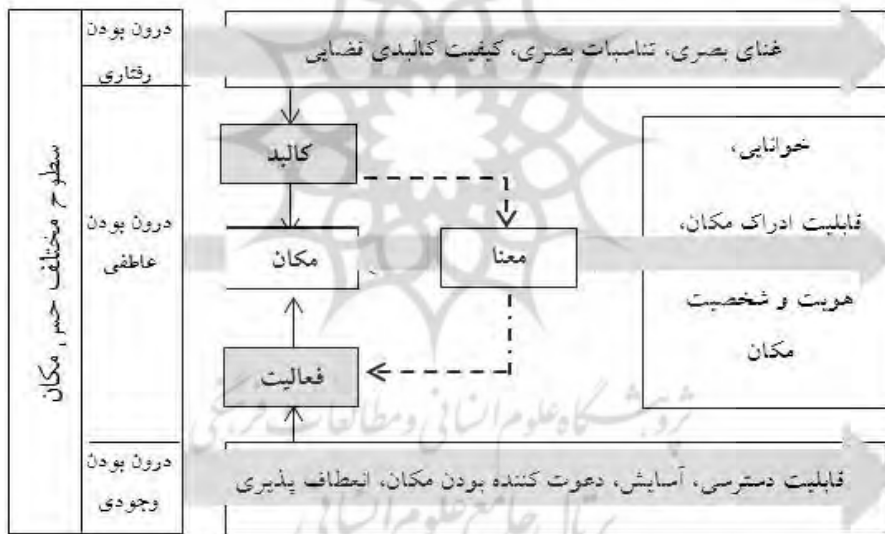 سطوح مختلف حس مکان
درون بودن
رفتاری
غنای بصری، تناسبات بصری، کیفیت کالبدی فضایی
کالبد
خوانایی،
درون بودن
عاطفی
مکان
معنا
قابلیت ادراک مکان،
هویت و شخصیت
مکان
فعالیت
پژوهشگاه علوم انسانی و مطالعات فرهنگی
درون بودن
وجودی
قابلیت دسترسی، آسایش، دعوت کننده بودن مکان، انعطاف پذیری
پرتال جامع علوم انسانی